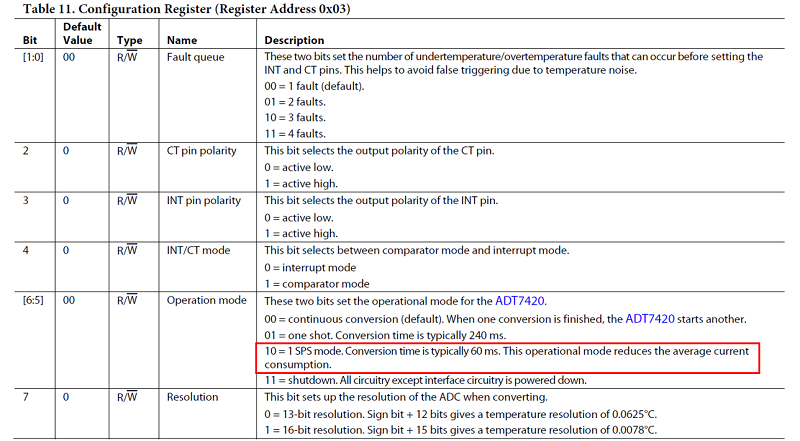 Table 11. Configuration Register (Register Address 0x03)
Bit Default Value Type Name Description
[1:0] 00 R/W Fault queue These two bits set the number of undertemperature/overtemperature faults that can occur before setting the
INT and CT pins. This helps to avoid false triggering due to temperature noise.
00 = 1 fault (default).
01 = 2 faults.
10 = 3 faults.
11 = 4 faults.
2 0 R/W CT pin polarity This bit selects the output polarity of the CT pin.
0 = active low.
1 = active high.
3 0 R/W INT pin polarity This bit selects the output polarity of the INT pin.
0 = active low.
1 = active high.
4 0 R/W INT/CT mode This bit selects between comparator mode and interrupt mode.
0 = interrupt mode
1 = comparator mode
[6:5] 00 R/W Operation mode These two bits set the operational mode for the ADT7420.
00 = continuous conversion (default). When one conversion is finished, the ADT7420 starts another.
01 = one shot. Conversion time is typically 240 ms.
10 = 1 SPS mode. Conversion time is typically 60 ms. This operational mode reduces the average current
consumption.
11 = shutdown. All circuitry except interface circuitry is powered down.
7 0 R/W Resolution This bit sets up the resolution of the ADC when converting.
0 = 13-bit resolution. Sign bit + 12 bits gives a temperature resolution of 0.0625°C.
1 = 16-bit resolution. Sign bit + 15 bits gives a temperature resolution of 0.0078°C.